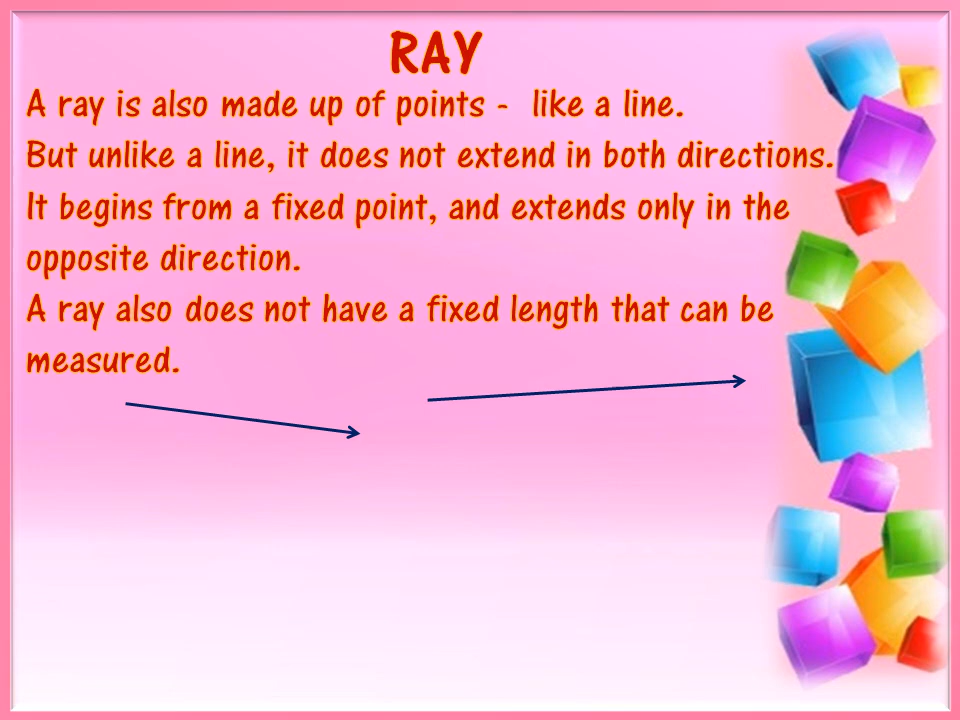 RAY
A ray is also made up of points -  like a line.
But unlike a line, it does not extend in both directions.
It begins from a fixed point, and extends only in the
opposite direction.
A ray also does not have a fixed length that can be
measured.